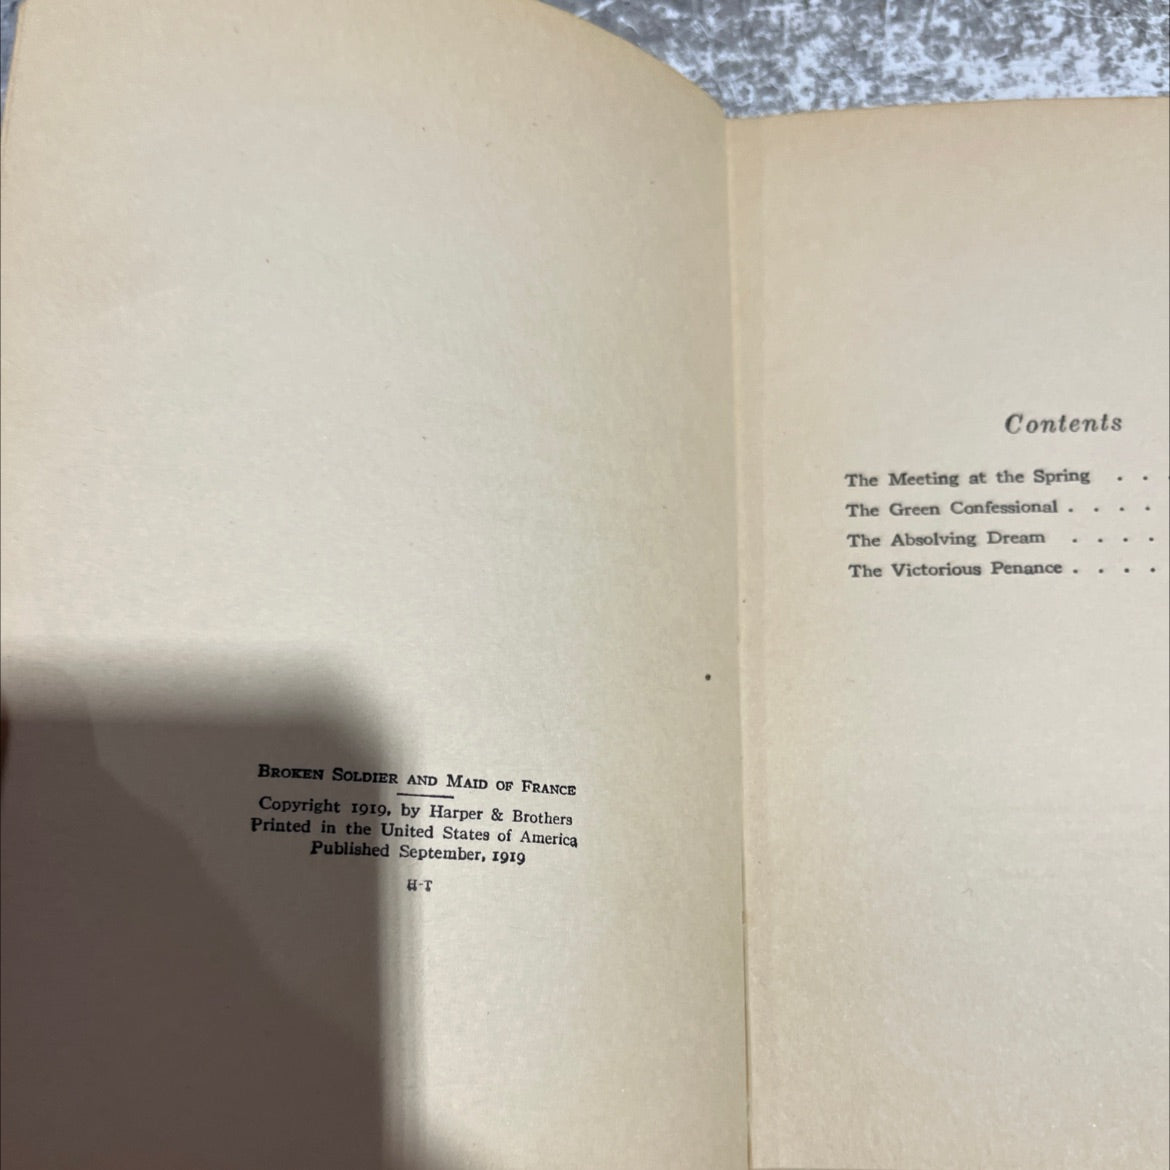 BROKEN SOLDIER AND MAID OF FRANCE
Copyright 1919, by Harper & Brothers
Printed in the United States of America
Published September, 1919
H-T
Contents
The Meeting at the Spring . .
The Green Confessional . . . .
The Absolving Dream . . . .
The Victorious Penance . . . .